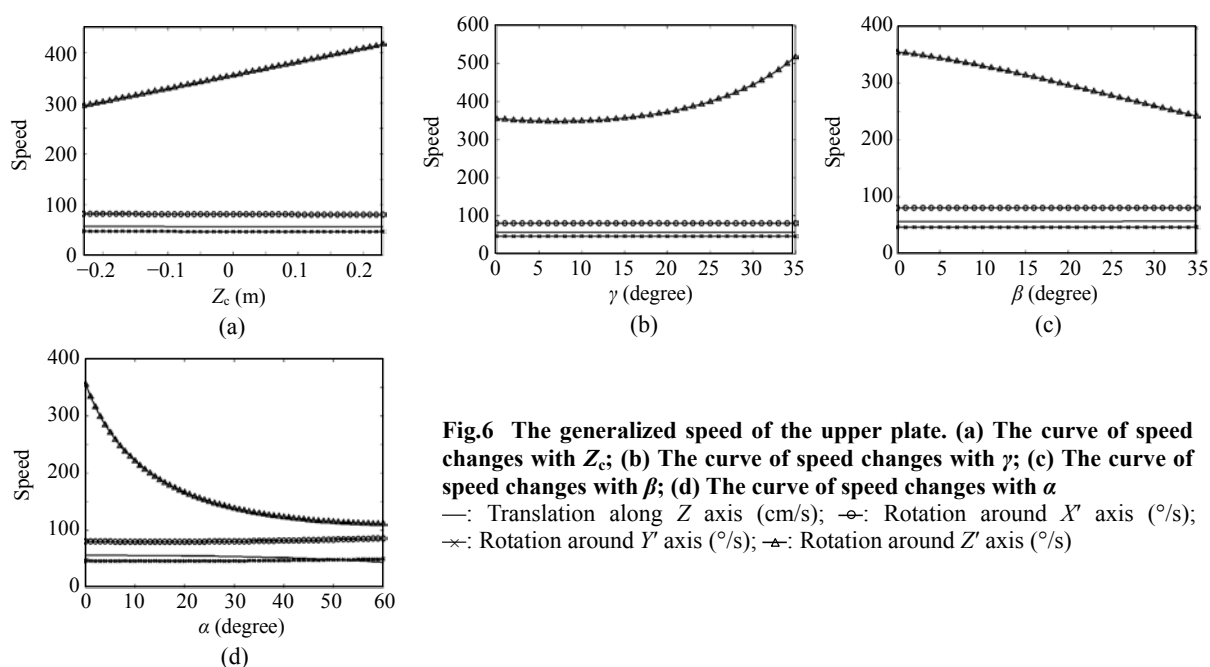 400
300
200
100
0
Speed
−0.2 −0.1 0 0.1 0.2
Zc (m)
(a)
600
500
400
300
200
100
0
Speed
0 5 10 15 20 25 30 35
γ (degree)
(b)
400
300
200
100
0
Speed
0 5 10 15 20 25 30 35
β (degree)
(c)
400
300
200
100
0
Speed
0 10 20 30 40 50 60
α (degree)
(d)
Fig.6 The generalized speed of the upper plate. (a) The curve of speed
changes with Zc; (b) The curve of speed changes with γ; (c) The curve of
speed changes with β; (d) The curve of speed changes with α
—: Translation along Z axis (cm/s); : Rotation around X′ axis (°/s);
: Rotation around Y′ axis (°/s); : Rotation around Z′ axis (°/s)